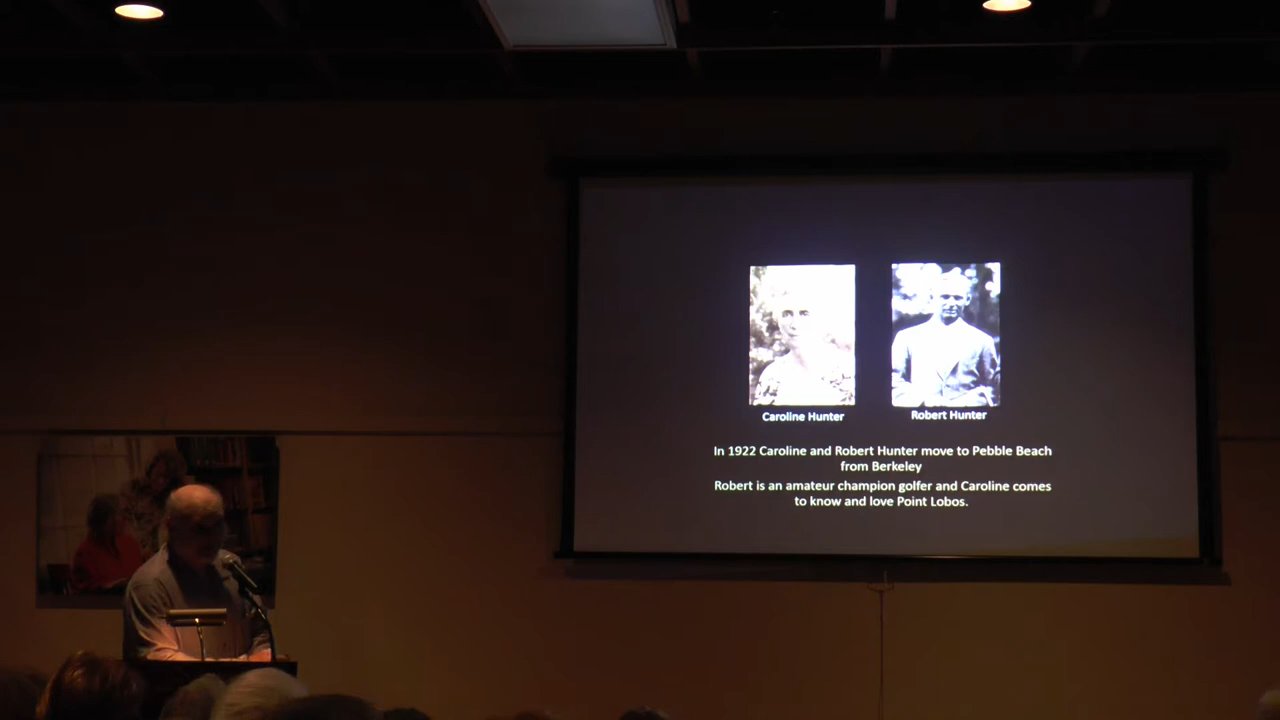 Caroline Hunter
Robert Hunter
In 1922 Caroline and Robert Hunter move to Pebble Beach
from Berkeley
Robert is an amateur champion golfer and Caroline comes
to know and love Point Lobos.